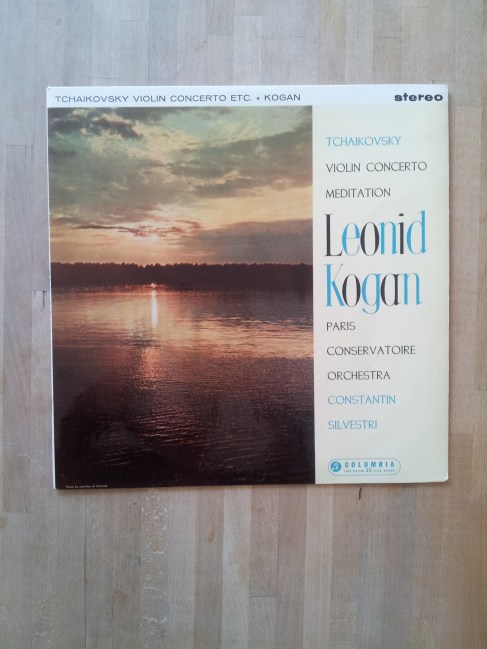 TCHAIKOVSKY VIOLIN CONCERTO ETC. • KOGAN stereo
TCHAIKOVSKY
VIOLIN CONCERTO
MEDITATION
Leonid
Kogan
PARIS
CONSERVATOIRE
ORCHESTRA
CONSTANTIN
SILVESTRI
COLUMBIA